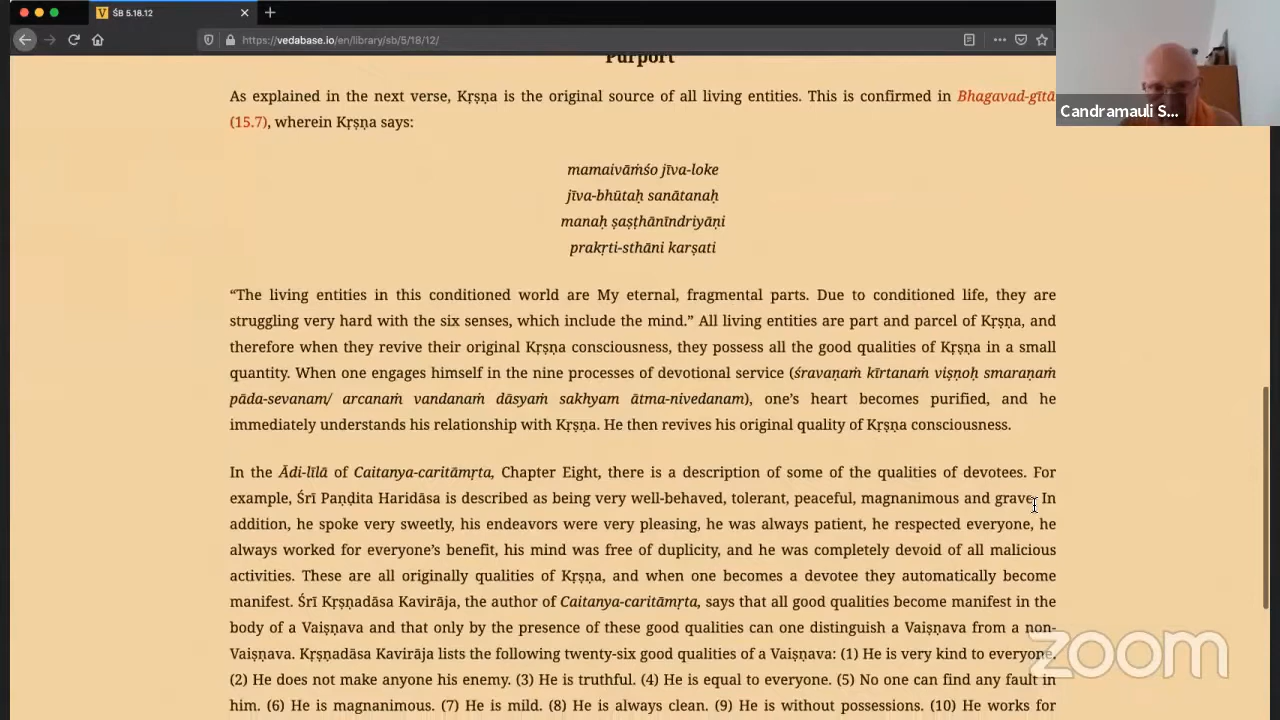 ŚB 5.18.12
https://vedabase.io/en/library/sb/5/18/12/
Purport
As explained in the next verse, Kṛṣṇa is the original source of all living entities. This is confirmed in Bhagavad-gītā
(15.7), wherein Kṛṣṇa says:
Candramauli S...
mamaivāṁśo jīva-loke
jīva-bhūtaḥ sanātanaḥ
manaḥ ṣaṣṭhānīndriyāṇi
prakṛti-sthāni karṣati
“The living entities in this conditioned world are My eternal, fragmental parts. Due to conditioned life, they are
struggling very hard with the six senses, which include the mind.” All living entities are part and parcel of Kṛṣṇa, and
therefore when they revive their original Kṛṣṇa consciousness, they possess all the good qualities of Kṛṣṇa in a small
quantity. When one engages himself in the nine processes of devotional service (śravaṇaṁ kīrtanaṁ viṣṇoḥ smaraṇaṁ
pāda-sevanam/ arcanaṁ vandanaṁ dāsyaṁ sakhyam ātma-nivedanam), one’s heart becomes purified, and he
immediately understands his relationship with Kṛṣṇa. He then revives his original quality of Kṛṣṇa consciousness.
In the Ādi-līlā of Caitanya-caritāmṛta, Chapter Eight, there is a description of some of the qualities of devotees. For
example, Śrī Paṇḍita Haridāsa is described as being very well-behaved, tolerant, peaceful, magnanimous and grave. In
addition, he spoke very sweetly, his endeavors were very pleasing, he was always patient, he respected everyone, he
always worked for everyone’s benefit, his mind was free of duplicity, and he was completely devoid of all malicious
activities. These are all originally qualities of Kṛṣṇa, and when one becomes a devotee they automatically become
manifest. Śrī Kṛṣṇadāsa Kavirāja, the author of Caitanya-caritāmṛta, says that all good qualities become manifest in the
body of a Vaiṣṇava and that only by the presence of these good qualities can one distinguish a Vaiṣṇava from a non-
Vaiṣṇava. Kṛṣṇadāsa Kavirāja lists the following twenty-six good qualities of a Vaiṣṇava: (1) He is very kind to everyone.
(2) He does not make anyone his enemy. (3) He is truthful. (4) He is equal to everyone. (5) No one can find any fault in
him. (6) He is magnanimous. (7) He is mild. (8) He is always clean. (9) He is without possessions. (10) He works for
zoom